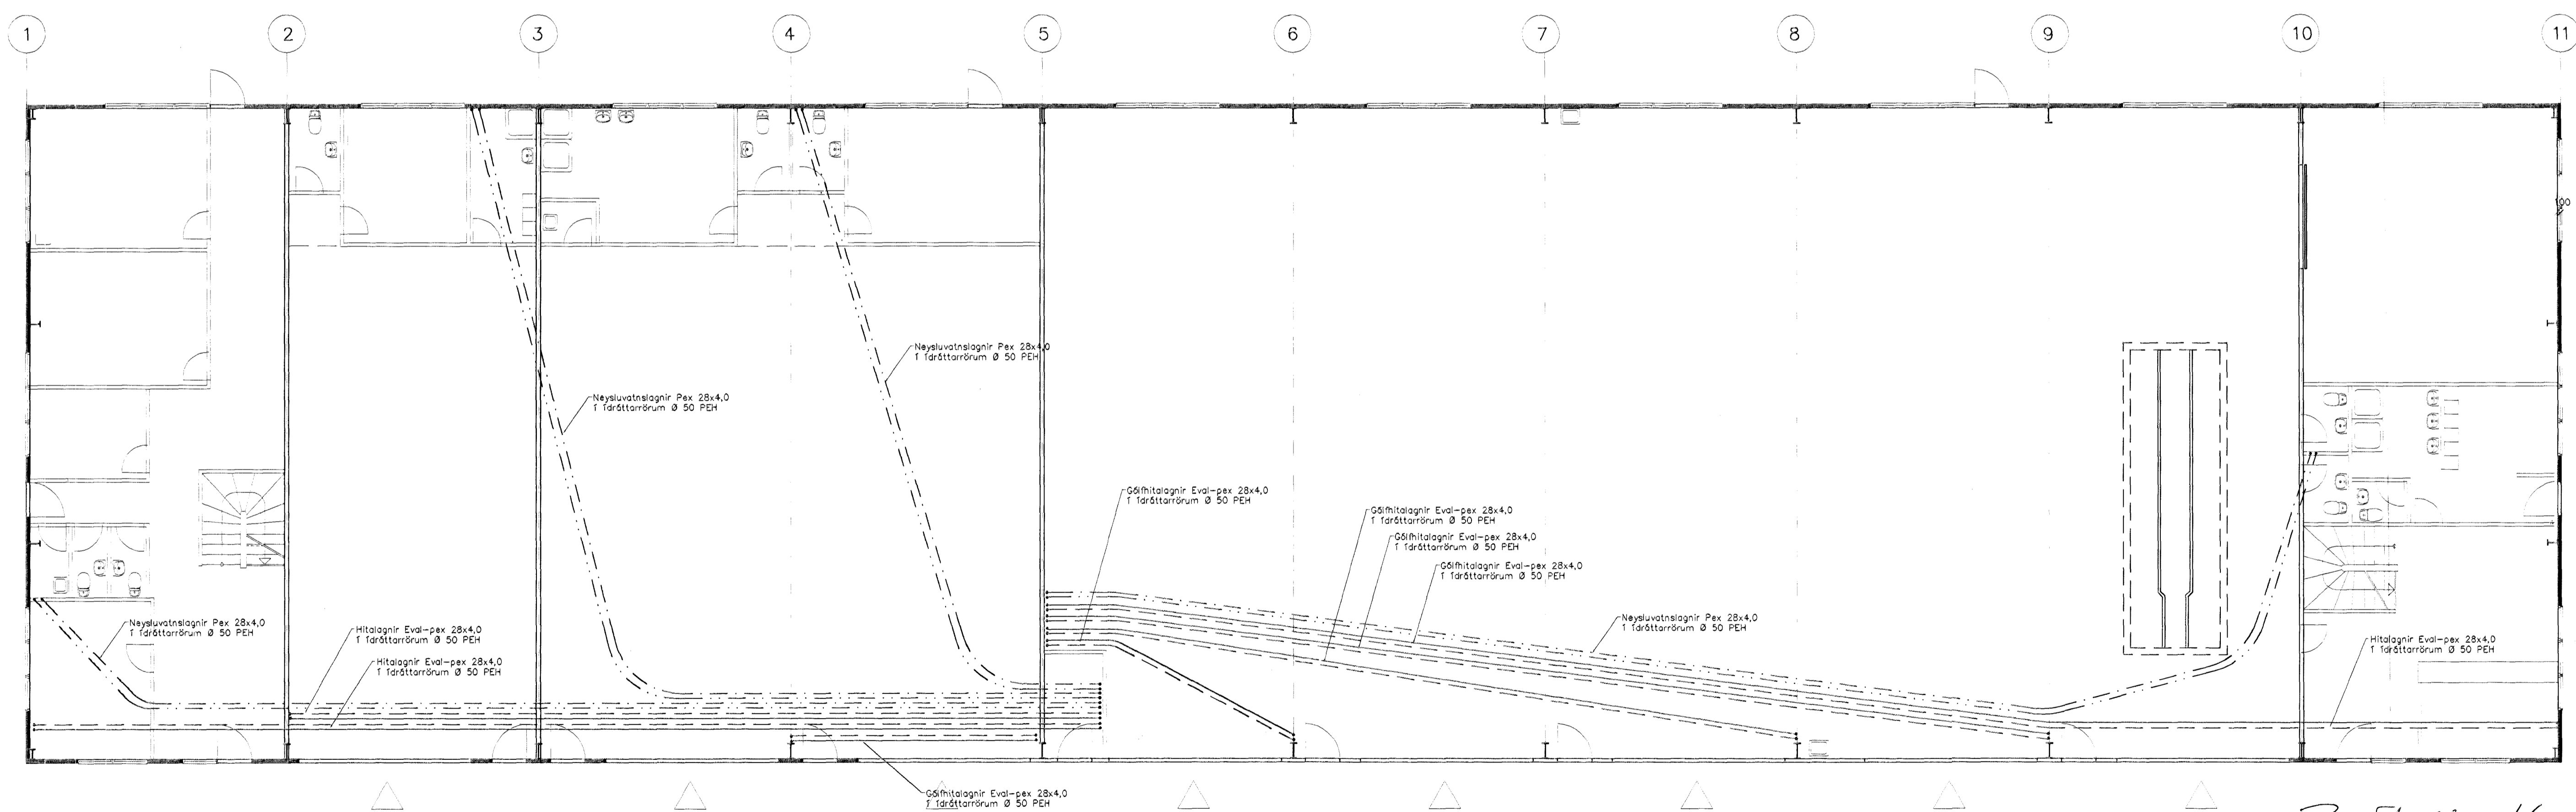 1 2 3 4 5 6 7 8 9 10 11
100
Neysluvatnslagnir Pex 28x4,0
í ídráttarrörum Ø 50 PEH
Neysluvatnslagnir Pex 28x4,0
í ídráttarrörum Ø 50 PEH
Gólfhitalagnir Eval-pex 28x4,0
í ídráttarrörum Ø 50 PEH
Gólfhitalagnir Eval-pex 28x4,0
í ídráttarrörum Ø 50 PEH
Gólfhitalagnir Eval-pex 28x4,0
í ídráttarrörum Ø 50 PEH
Gólfhitalagnir Eval-pex 28x4,0
í ídráttarrörum Ø 50 PEH
Neysluvatnslagnir Pex 28x4,0
í ídráttarrörum Ø 50 PEH
Neysluvatnslagnir Pex 28x4,0
í ídráttarrörum Ø 50 PEH
Hitalagnir Eval-pex 28x4,0
í ídráttarrörum Ø 50 PEH
Hitalagnir Eval-pex 28x4,0
í ídráttarrörum Ø 50 PEH
Hitalagnir Eval-pex 28x4,0
í ídráttarrörum Ø 50 PEH
Gólfhitalagnir Eval-pex 28x4,0
í ídráttarrörum Ø 50 PEH